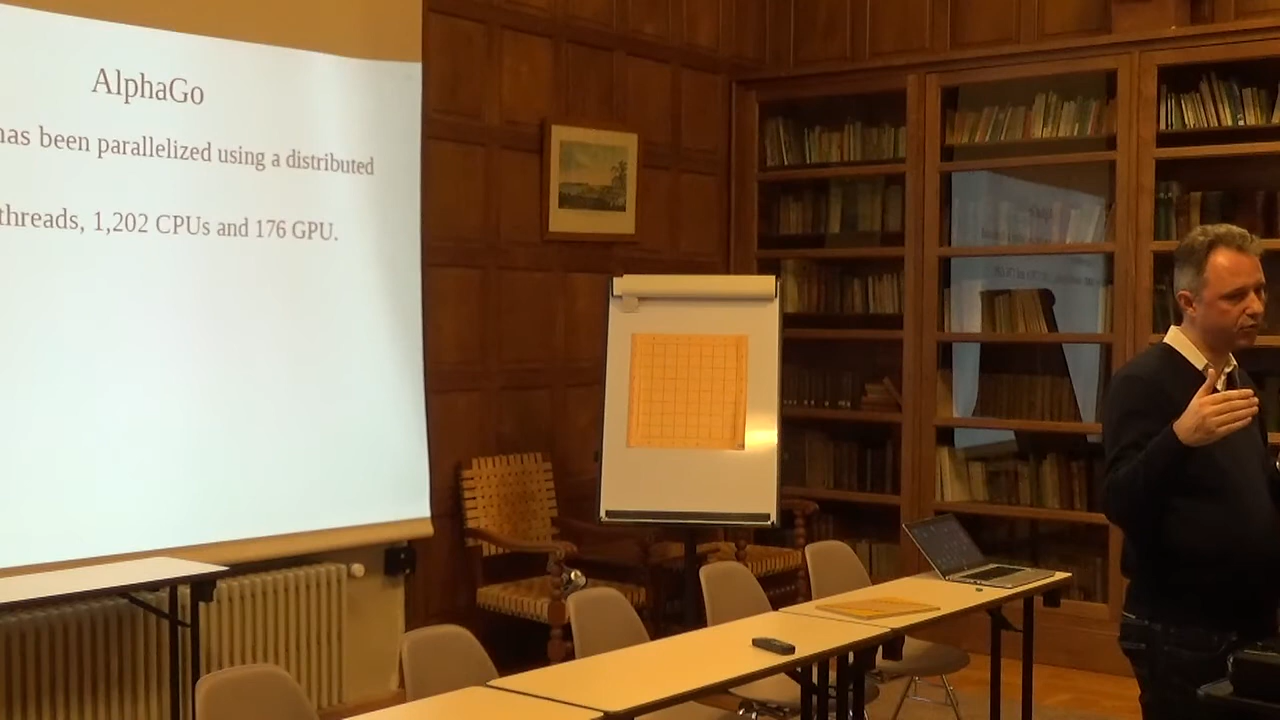 AlphaGo
has been parallelized using a distributed
threads, 1,202 CPUs and 176 GPU.